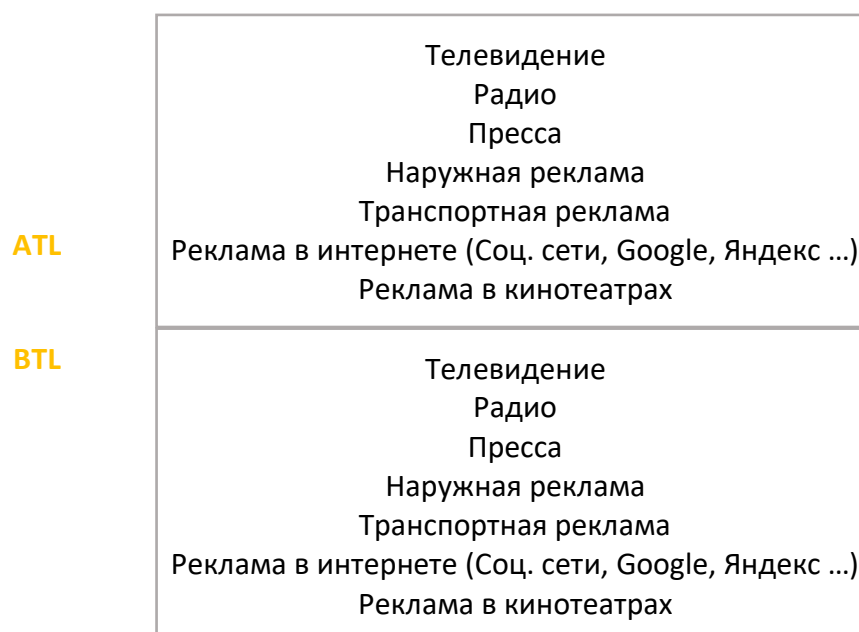 Телевидение
Радио
Пресса
Наружная реклама
Транспортная реклама
ATL
Реклама в интернете (Соц. сети, Google, Яндекс ...)
Реклама в кинотеатрах
BTL
Телевидение
Радио
Пресса
Наружная реклама
Транспортная реклама
Реклама в интернете (Соц. сети, Google, Яндекс ...)
Реклама в кинотеатрах